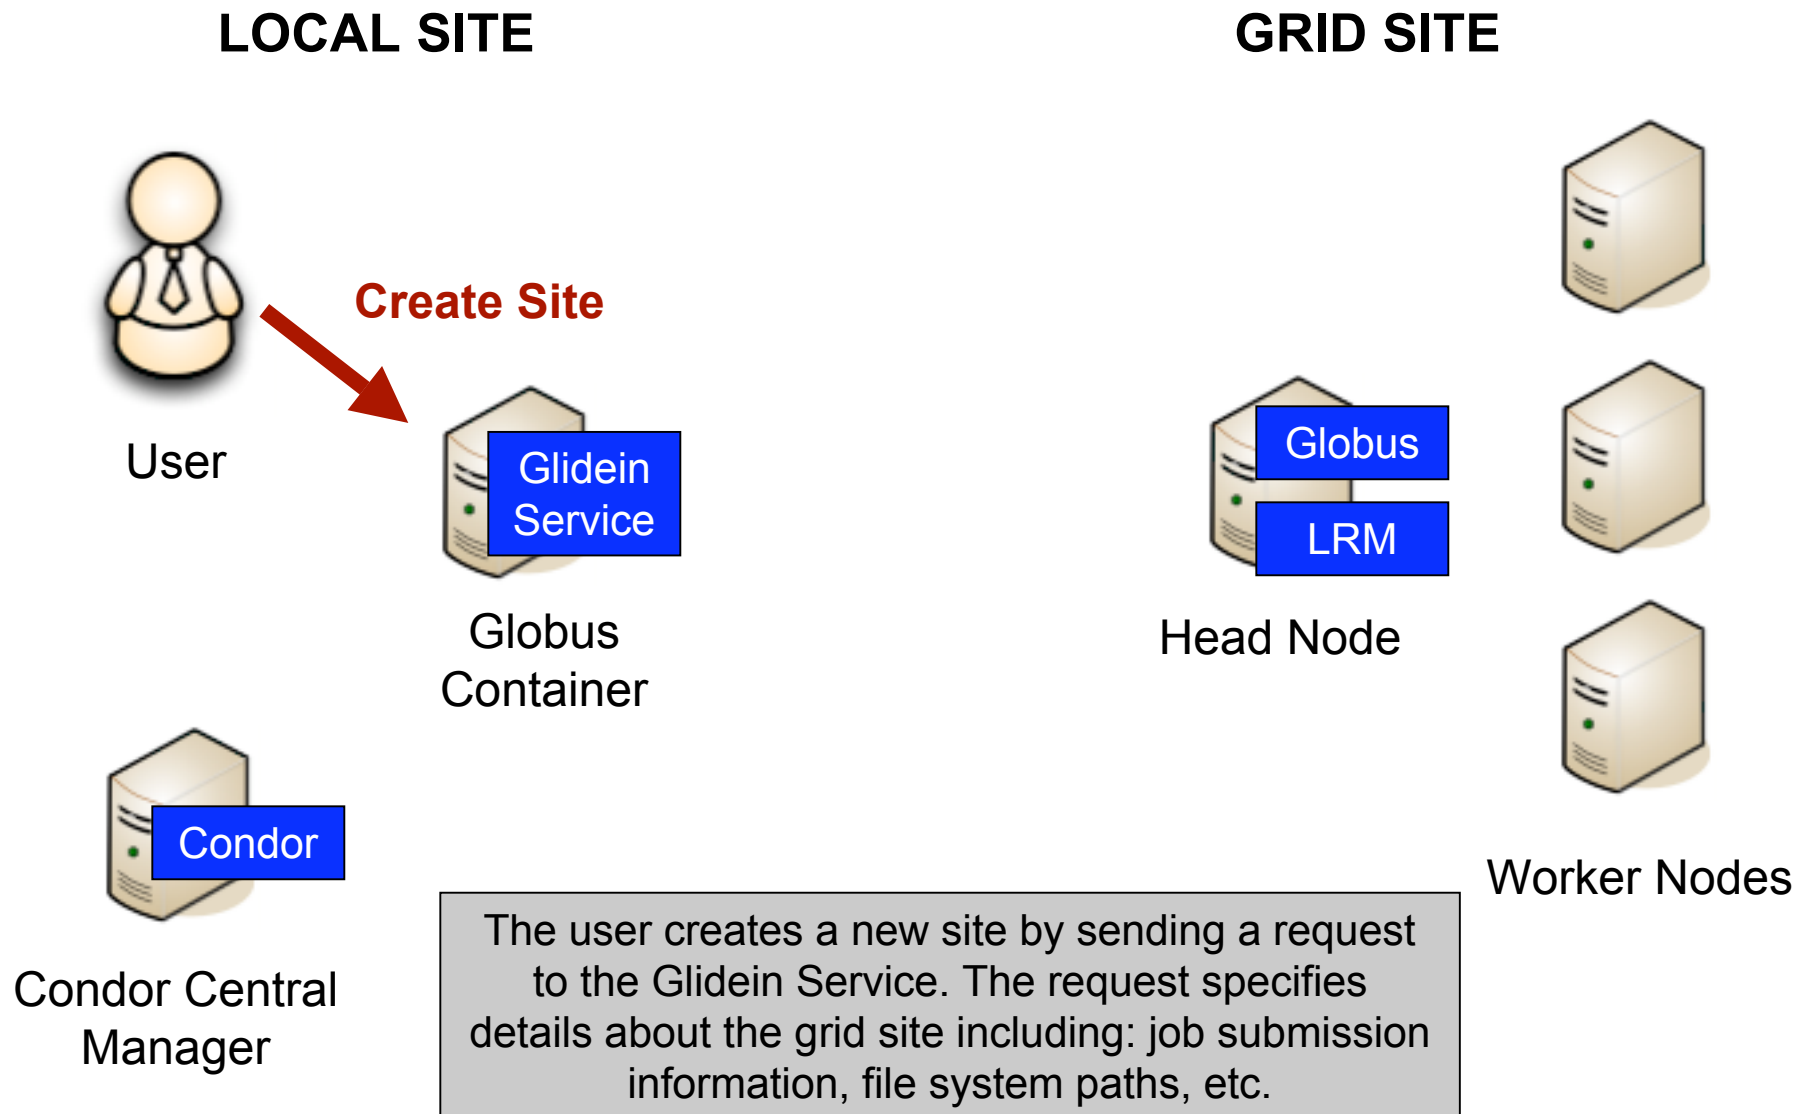 LOCAL SITE
GRID SITE
Create Site
User
Glidein
Service
Globus
LRM
Globus
Container
Head Node
Condor
Worker Nodes
Condor Central
Manager
The user creates a new site by sending a request
to the Glidein Service. The request specifies
details about the grid site including: job submission
information, file system paths, etc.